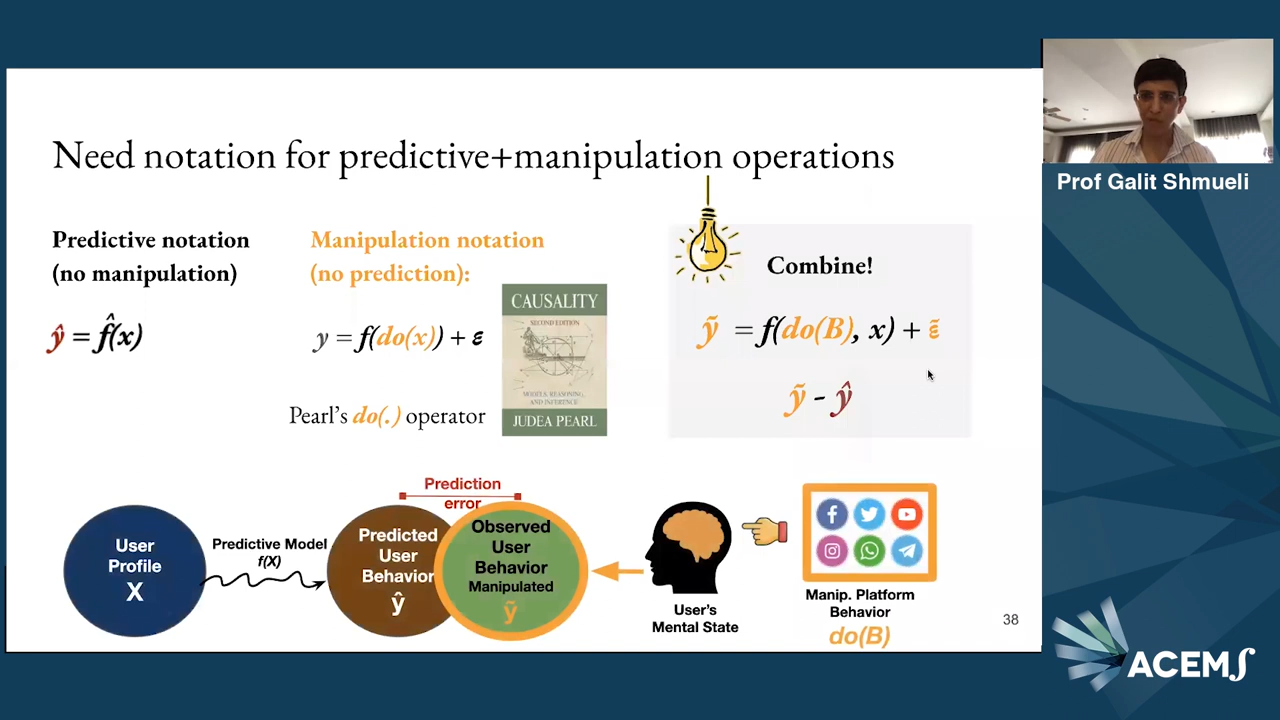 Need notation for predictive+manipulation operations
Predictive notation
(no manipulation)
ŷ = f̂(x)
Manipulation notation
(no prediction):
y = f(do(x)) + ε
Pearl's do(.) operator
CAUSALITY
SECOND EDITION
MODELS, REASONING,
AND INFERENCE
JUDEA PEARL
Combine!
ỹ = f(do(B), x) + ε̃
ỹ - ŷ
User
Profile
X
Predictive Model
f(X)
Prediction
error
Predicted
User
Behavior
ŷ
Observed
User
Behavior
Manipulated
ỹ
User's
Mental State
Manip. Platform
Behavior
do(B)
38
Prof Galit Shmueli
ACEMS